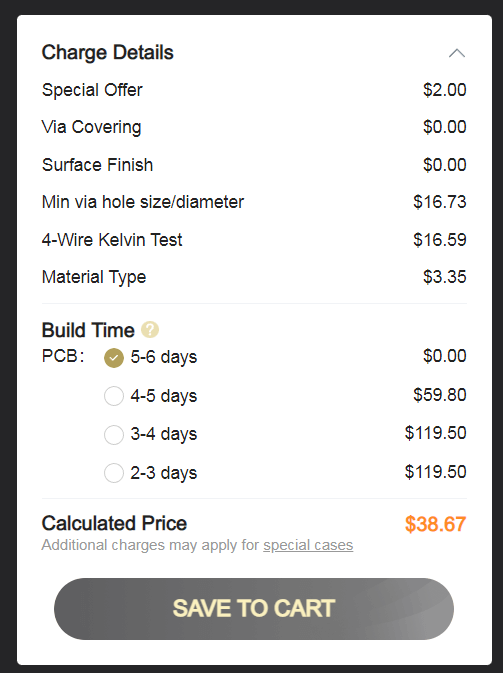 Charge Details
Special Offer $2.00
Via Covering $0.00
Surface Finish $0.00
Min via hole size/diameter $16.73
4-Wire Kelvin Test $16.59
Material Type $3.35
Build Time ?
PCB: 5-6 days $0.00
4-5 days $59.80
3-4 days $119.50
2-3 days $119.50
Calculated Price $38.67
Additional charges may apply for special cases
SAVE TO CART